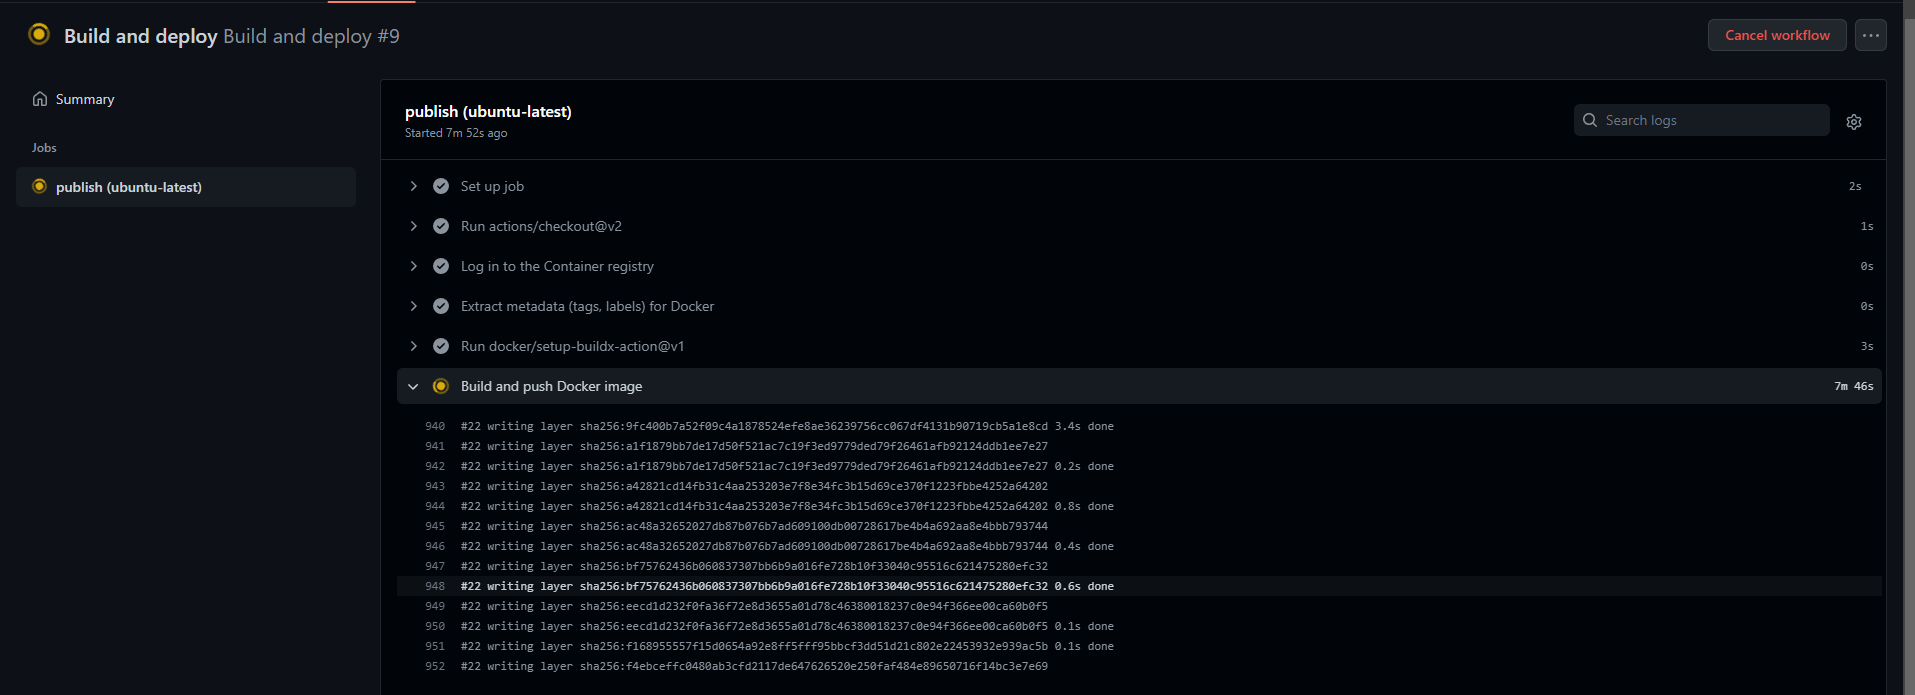 Build and deploy Build and deploy #9
Cancel workflow
Summary
Jobs
publish (ubuntu-latest)
publish (ubuntu-latest)
Started 7m 52s ago
Search logs
Set up job 2s
Run actions/checkout@v2 1s
Log in to the Container registry 0s
Extract metadata (tags, labels) for Docker 0s
Run docker/setup-buildx-action@v1 3s
Build and push Docker image 7m 46s
940 #22 writing layer sha256:9fc400b7a52f09c4a1878524efe8ae36239756cc067df4131b90719cb5a1e8cd 3.4s done
941 #22 writing layer sha256:a1f1879bb7de17d50f521ac7c19f3ed9779ded79f26461afb92124ddb1ee7e27
942 #22 writing layer sha256:a1f1879bb7de17d50f521ac7c19f3ed9779ded79f26461afb92124ddb1ee7e27 0.2s done
943 #22 writing layer sha256:a42821cd14fb31c4aa253203e7f8e34fc3b15d69ce370f1223fbbe4252a64202
944 #22 writing layer sha256:a42821cd14fb31c4aa253203e7f8e34fc3b15d69ce370f1223fbbe4252a64202 0.8s done
945 #22 writing layer sha256:ac48a32652027db87b076b7ad609100db00728617be4b4a692aa8e4bbb793744
946 #22 writing layer sha256:ac48a32652027db87b076b7ad609100db00728617be4b4a692aa8e4bbb793744 0.4s done
947 #22 writing layer sha256:bf75762436b060837307bb6b9a016fe728b10f33040c95516c621475280efc32
948 #22 writing layer sha256:bf75762436b060837307bb6b9a016fe728b10f33040c95516c621475280efc32 0.6s done
949 #22 writing layer sha256:eecd1d232f0fa36f72e8d3655a01d78c46380018237c0e94f366ee00ca60b0f5
950 #22 writing layer sha256:eecd1d232f0fa36f72e8d3655a01d78c46380018237c0e94f366ee00ca60b0f5 0.1s done
951 #22 writing layer sha256:f168955557f15d0654a92e8ff5fff95bbcf3dd51d21c802e22453932e939ac5b 0.1s done
952 #22 writing layer sha256:f4ebceffc0480ab3cfd2117de647626520e250faf484e89650716f14bc3e7e69